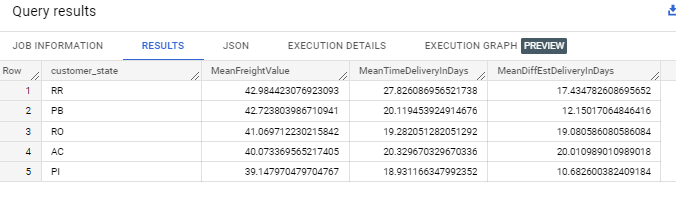 Query results
JOB INFORMATION RESULTS JSON EXECUTION DETAILS EXECUTION GRAPH PREVIEW
Row customer_state MeanFreightValue MeanTimeDeliveryInDays MeanDiffEstDeliveryInDays
1 RR 42.984423076923093 27.826086956521738 17.434782608695652
2 PB 42.723803986710941 20.119453924914676 12.15017064846416
3 RO 41.069712230215842 19.282051282051292 19.080586080586084
4 AC 40.073369565217405 20.329670329670336 20.010989010989018
5 PI 39.147970479704767 18.931166347992352 10.682600382409184